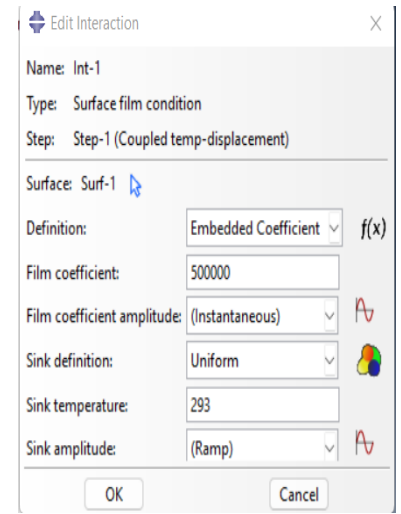 Edit Interaction
Name: Int-1
Type: Surface film condition
Step: Step-1 (Coupled temp-displacement)
Surface: Surf-1
Definition: Embedded Coefficient f(x)
Film coefficient: 500000
Film coefficient amplitude: (Instantaneous)
Sink definition: Uniform
Sink temperature: 293
Sink amplitude: (Ramp)
OK Cancel